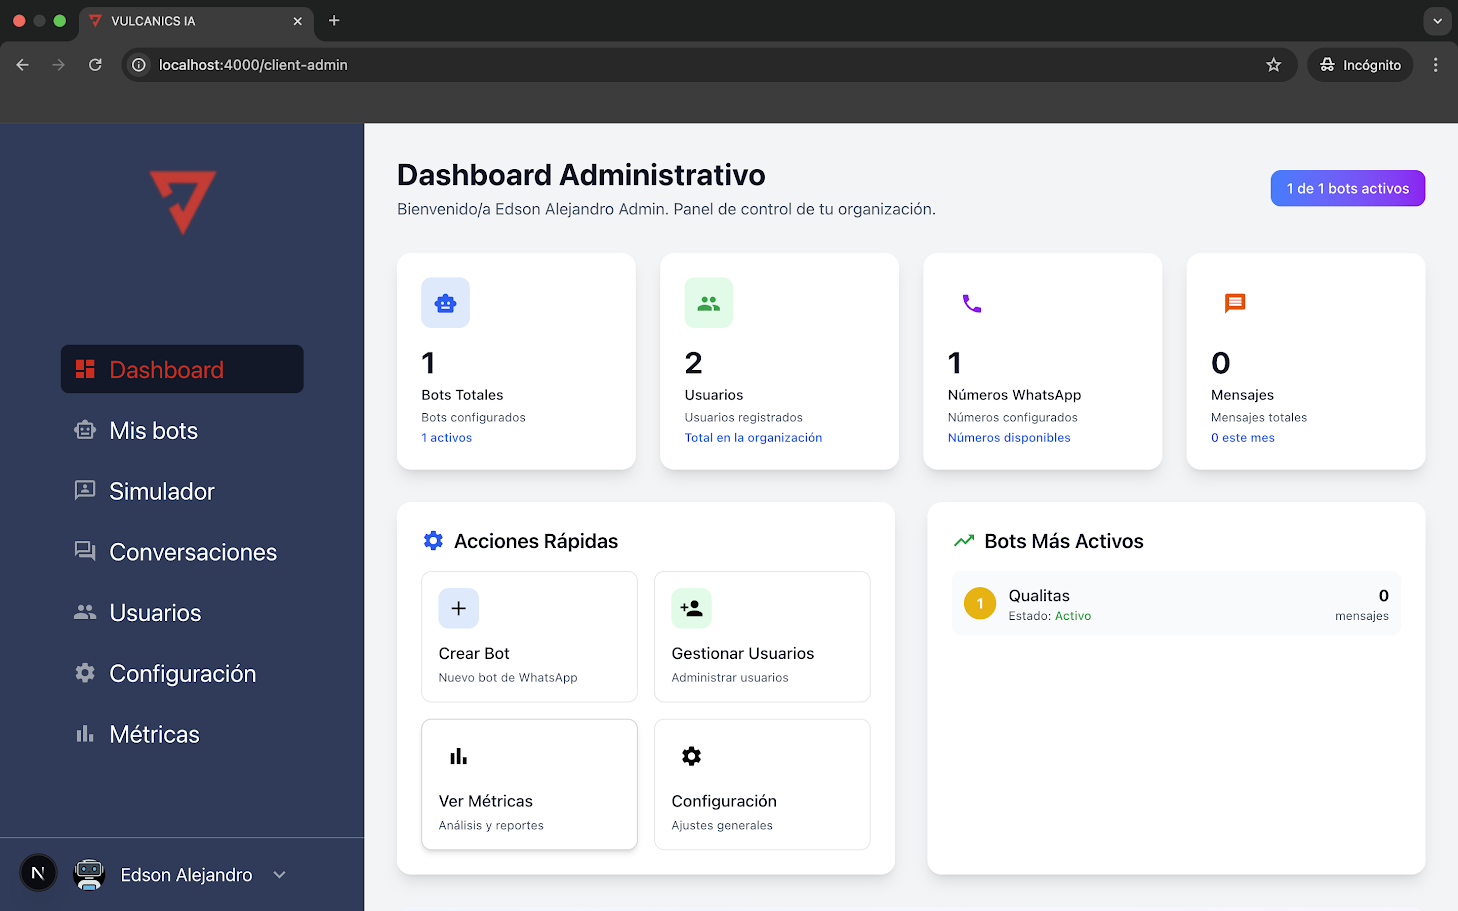 VULCANICS IA
localhost:4000/client-admin
Incógnito
Dashboard
Mis bots
Simulador
Conversaciones
Usuarios
Configuración
Métricas
N
Edson Alejandro
Dashboard Administrativo
Bienvenido/a Edson Alejandro Admin. Panel de control de tu organización.
1 de 1 bots activos
1
Bots Totales
Bots configurados
1 activos
2
Usuarios
Usuarios registrados
Total en la organización
1
Números WhatsApp
Números configurados
Números disponibles
0
Mensajes
Mensajes totales
0 este mes
Acciones Rápidas
Crear Bot
Nuevo bot de WhatsApp
Gestionar Usuarios
Administrar usuarios
Ver Métricas
Análisis y reportes
Configuración
Ajustes generales
Bots Más Activos
1
Qualitas
Estado: Activo
0
mensajes